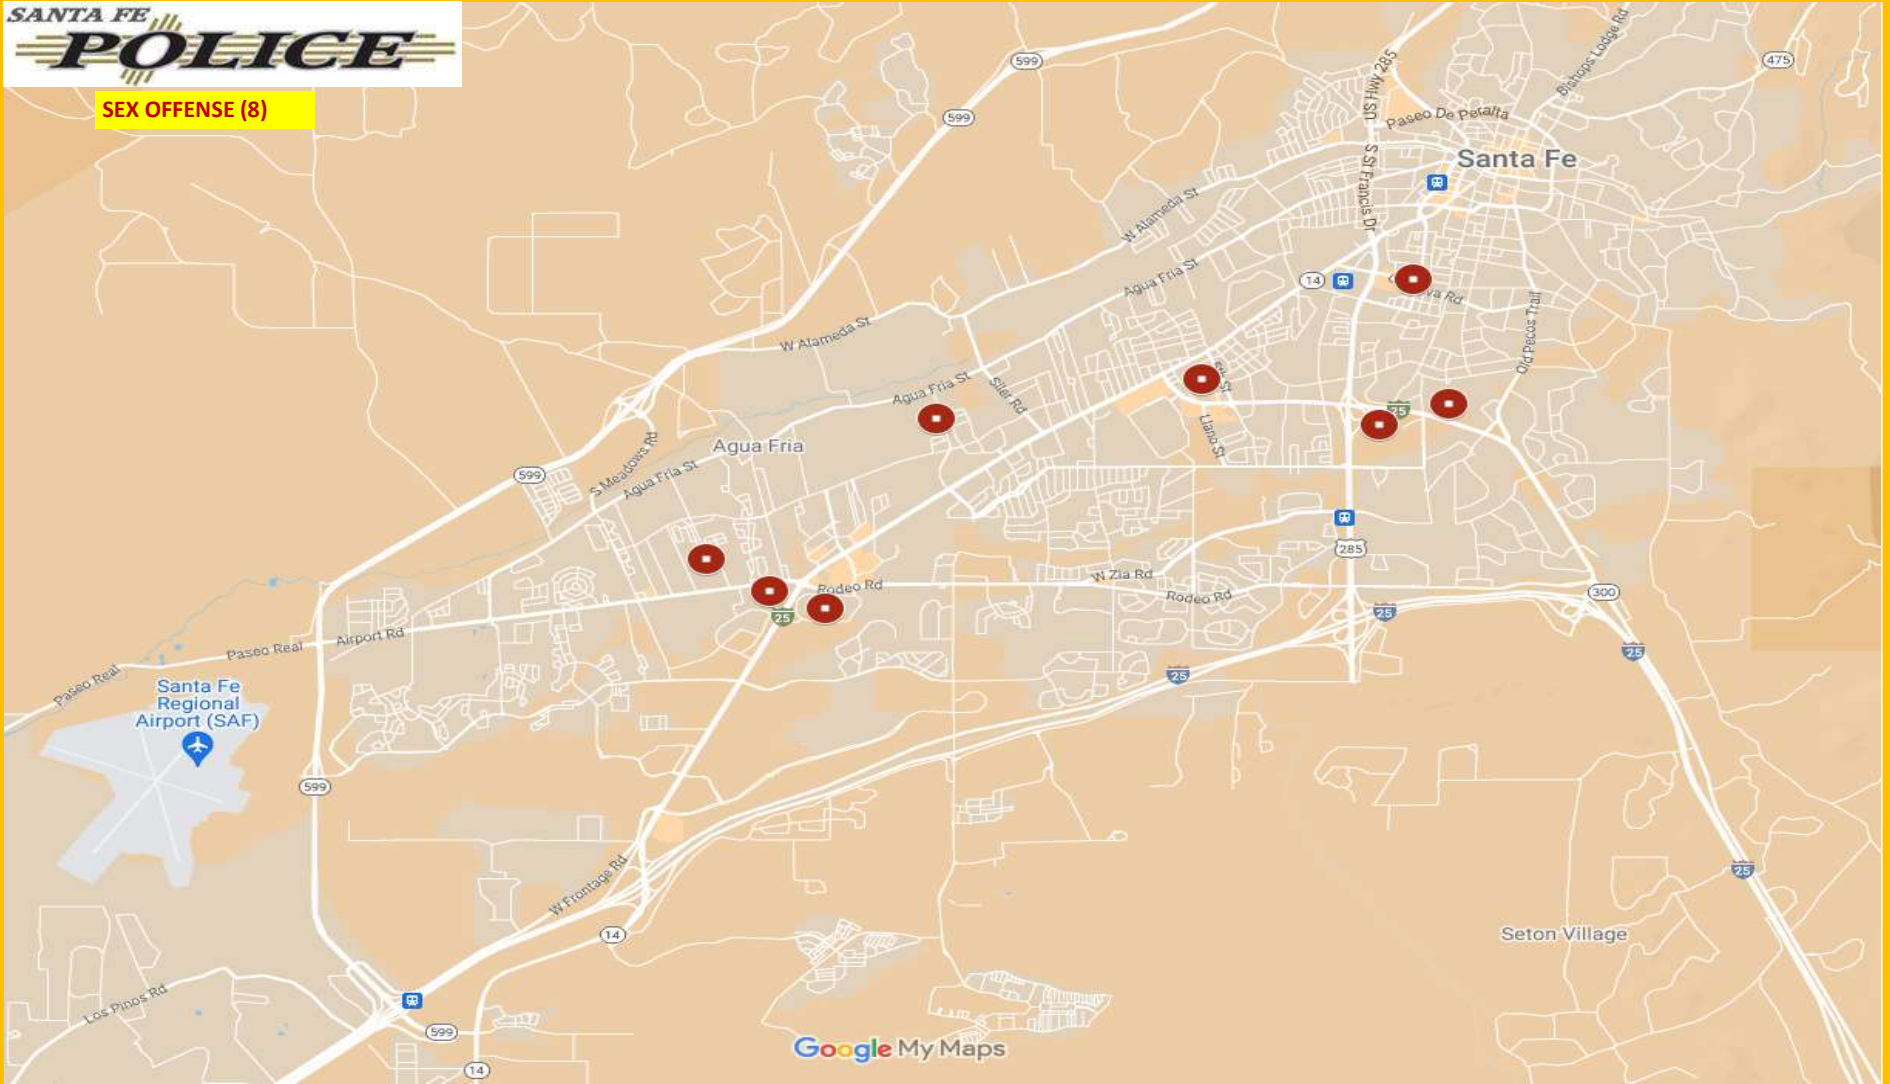 SANTA FE
POLICE
SEX OFFENSE (8)
599
599
US Hwy 285
Bishops Lodge Rd
475
Paseo De Peralta
Santa Fe
S St Francis Dr
W Alameda St
Agua Fria St
14
Old Pecos Trail
W Alameda St
Agua Fria St
Siler Rd
Llano St
25
Agua Fria
S Meadows Rd
Agua Fria St
599
285
W Zia Rd
Rodeo Rd
Rodeo Rd
300
25
25
25
25
Airport Rd
Paseo Real
Paseo Real
Santa Fe
Regional
Airport (SAF)
599
W Frontage Rd
25
14
Seton Village
Los Pinos Rd
599
14
Google My Maps